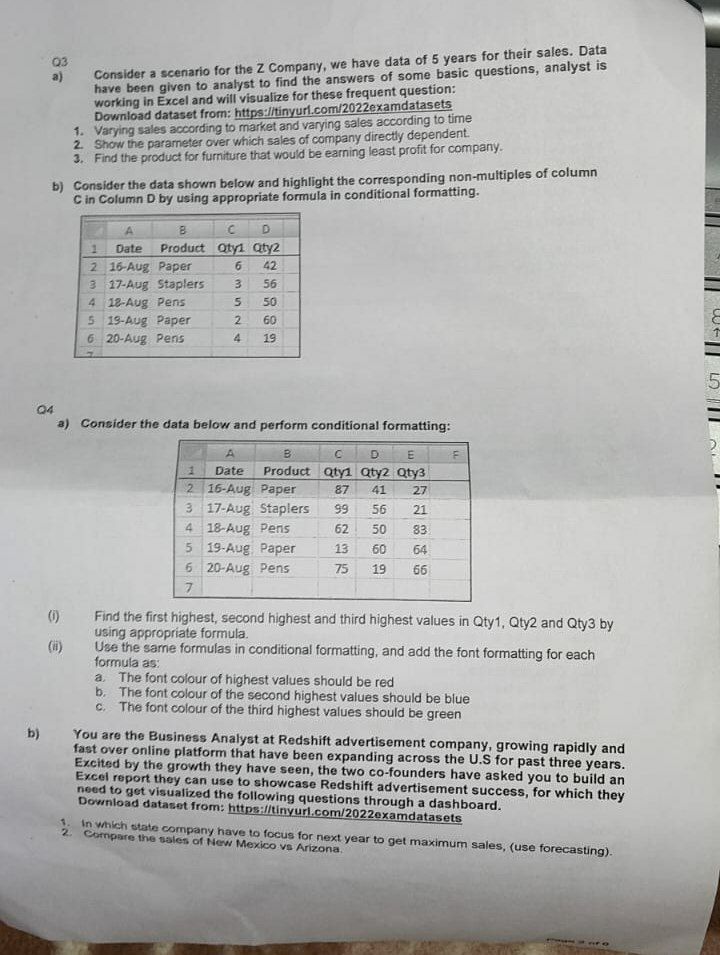 Q3
a) Consider a scenario for the Z Company, we have data of 5 years for their sales. Data
have been given to analyst to find the answers of some basic questions, analyst is
working in Excel and will visualize for these frequent question:
Download dataset from: https://tinyurl.com/2022examdatasets
1. Varying sales according to market and varying sales according to time
2. Show the parameter over which sales of company directly dependent.
3. Find the product for furniture that would be earning least profit for company.
b) Consider the data shown below and highlight the corresponding non-multiples of column
C in Column D by using appropriate formula in conditional formatting.
A B C D
1 Date Product Qty1 Qty2
2 16-Aug Paper 6 42
3 17-Aug Staplers 3 56
4 18-Aug Pens 5 50
5 19-Aug Paper 2 60
6 20-Aug Pens 4 19
7
Q4
a) Consider the data below and perform conditional formatting:
A B C D E F
1 Date Product Qty1 Qty2 Qty3
2 16-Aug Paper 87 41 27
3 17-Aug Staplers 99 56 21
4 18-Aug Pens 62 50 83
5 19-Aug Paper 13 60 64
6 20-Aug Pens 75 19 66
7
(i) Find the first highest, second highest and third highest values in Qty1, Qty2 and Qty3 by
using appropriate formula.
(ii) Use the same formulas in conditional formatting, and add the font formatting for each
formula as:
a. The font colour of highest values should be red
b. The font colour of the second highest values should be blue
c. The font colour of the third highest values should be green
b) You are the Business Analyst at Redshift advertisement company, growing rapidly and
fast over online platform that have been expanding across the U.S for past three years.
Excited by the growth they have seen, the two co-founders have asked you to build an
Excel report they can use to showcase Redshift advertisement success, for which they
need to get visualized the following questions through a dashboard.
Download dataset from: https://tinyurl.com/2022examdatasets
1. In which state company have to focus for next year to get maximum sales, (use forecasting).
2. Compare the sales of New Mexico vs Arizona.
5